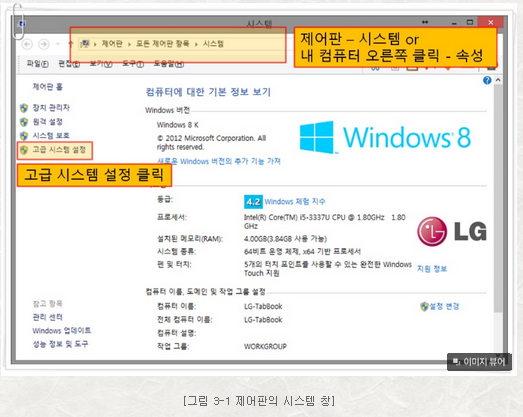 시스템
제어판 – 시스템 or
내 컴퓨터 오른쪽 클릭 - 속성
제어판 ▸ 모든 제어판 항목 ▸ 시스템
파일(F) 편집(E) 보기(V) 도구(T) 도움말(H)
제어판 홈
장치 관리자
원격 설정
시스템 보호
고급 시스템 설정
고급 시스템 설정 클릭
컴퓨터에 대한 기본 정보 보기
Windows 버전
Windows 8 K
© 2012 Microsoft Corporation. All
rights reserved.
새로운 Windows 버전의 추가 기능 가져
Windows 8
등급: 4.2 Windows 체험 지수
프로세서: Intel(R) Core(TM) i5-3337U CPU @ 1.80GHz 1.80
GHz
설치된 메모리(RAM): 4.00GB(3.84GB 사용 가능)
시스템 종류: 64비트 운영 체제, x64 기반 프로세서
펜 및 터치: 5개의 터치 포인트를 사용할 수 있는 완전한 Windows
Touch 지원
LG
지원 정보
컴퓨터 이름, 도메인 및 작업 그룹 설정
컴퓨터 이름: LG-TabBook
설정 변경
전체 컴퓨터 이름: LG-TabBook
컴퓨터 설명:
작업 그룹: WORKGROUP
참고 항목
관리 센터
Windows 업데이트
성능 정보 및 도구
이미지 뷰어
[그림 3-1 제어판의 시스템 창]